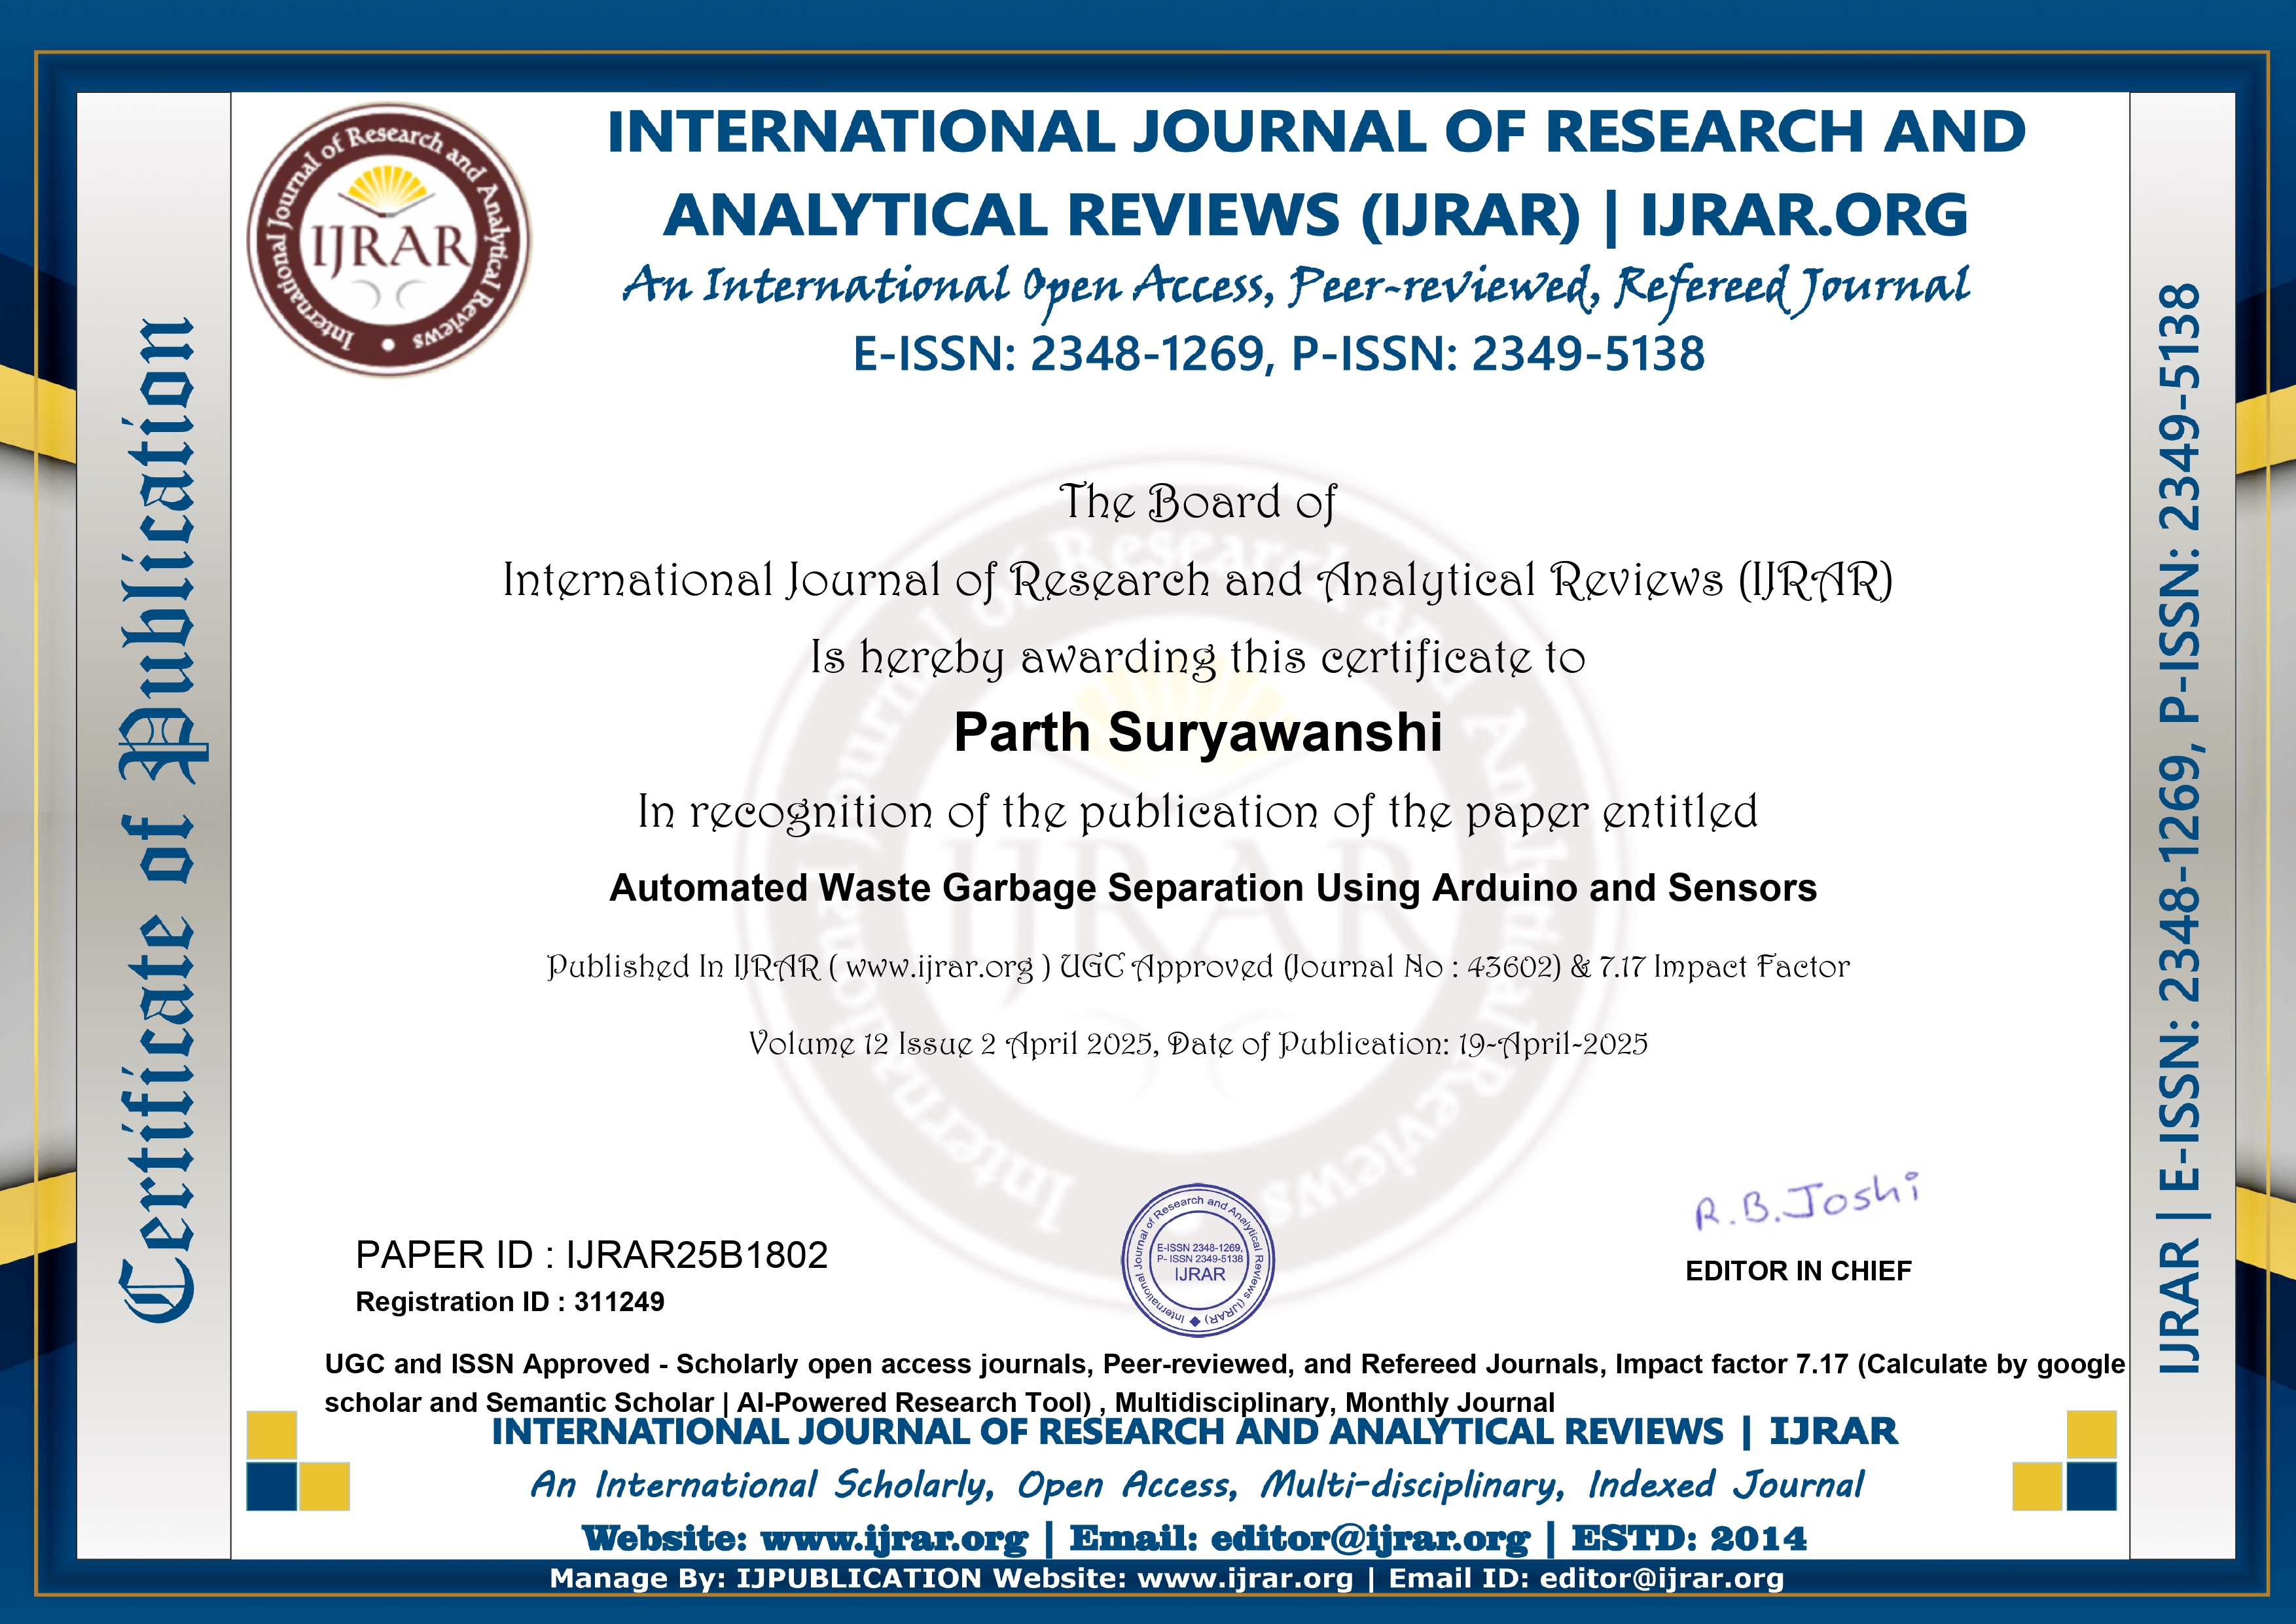 Certificate of Publication
International Journal of Research and Analytical Reviews
IJRAR
INTERNATIONAL JOURNAL OF RESEARCH AND
ANALYTICAL REVIEWS (IJRAR) | IJRAR.ORG
An International Open Access, Peer-reviewed, Refereed Journal
E-ISSN: 2348-1269, P-ISSN: 2349-5138
The Board of
International Journal of Research and Analytical Reviews (IJRAR)
Is hereby awarding this certificate to
Parth Suryawanshi
In recognition of the publication of the paper entitled
Automated Waste Garbage Separation Using Arduino and Sensors
Published In IJRAR ( www.ijrar.org ) UGC Approved (Journal No : 43602) & 7.17 Impact Factor
Volume 12 Issue 2 April 2025, Date of Publication: 19-April-2025
International Journal of Research and Analytical Reviews
IJRAR
PAPER ID : IJRAR25B1802
Registration ID : 311249
International Journal of Research and Analytical Reviews (IJRAR)
E-ISSN 2348-1269,
P- ISSN 2349-5138
IJRAR
R.B.Joshi
EDITOR IN CHIEF
UGC and ISSN Approved - Scholarly open access journals, Peer-reviewed, and Refereed Journals, Impact factor 7.17 (Calculate by google
scholar and Semantic Scholar | AI-Powered Research Tool) , Multidisciplinary, Monthly Journal
INTERNATIONAL JOURNAL OF RESEARCH AND ANALYTICAL REVIEWS | IJRAR
An International Scholarly, Open Access, Multi-disciplinary, Indexed Journal
Website: www.ijrar.org | Email: editor@ijrar.org | ESTD: 2014
Manage By: IJPUBLICATION Website: www.ijrar.org | Email ID: editor@ijrar.org
IJRAR | E-ISSN: 2348-1269, P-ISSN: 2349-5138